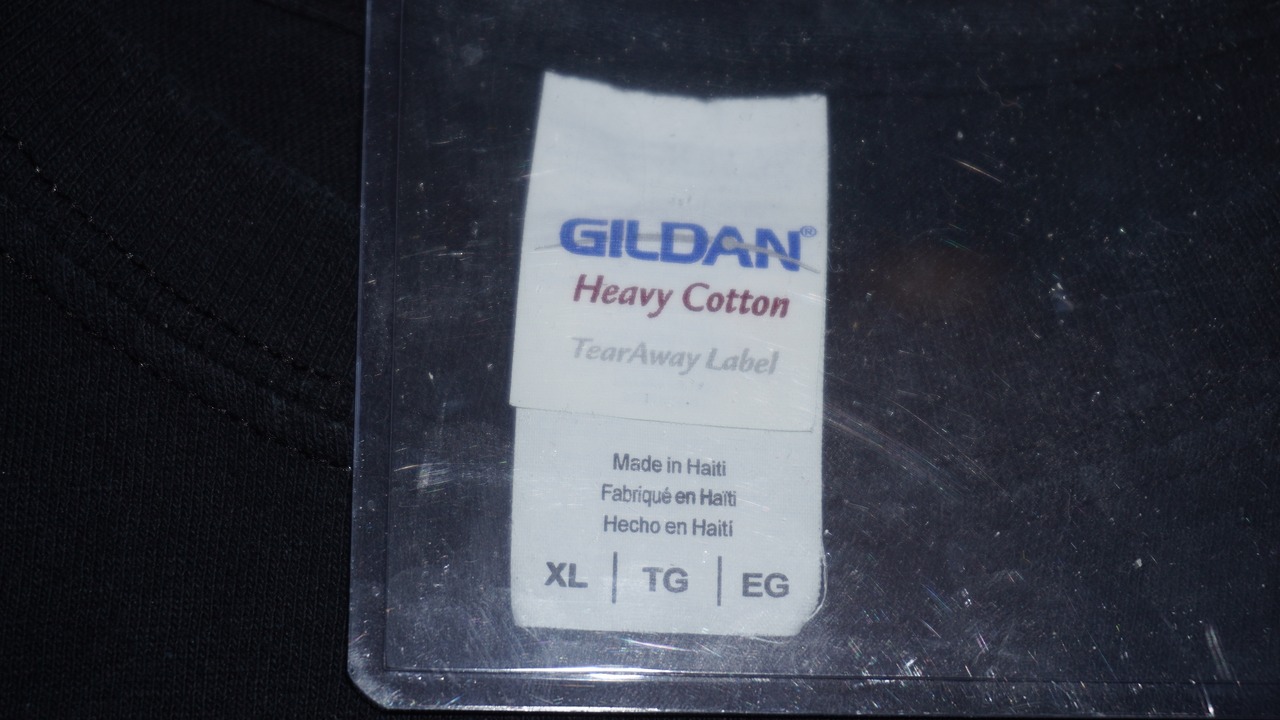 GILDAN®
Heavy Cotton
TearAway Label
Made in Haiti
Fabriqué en Haïti
Hecho en Haití
XL | TG | EG